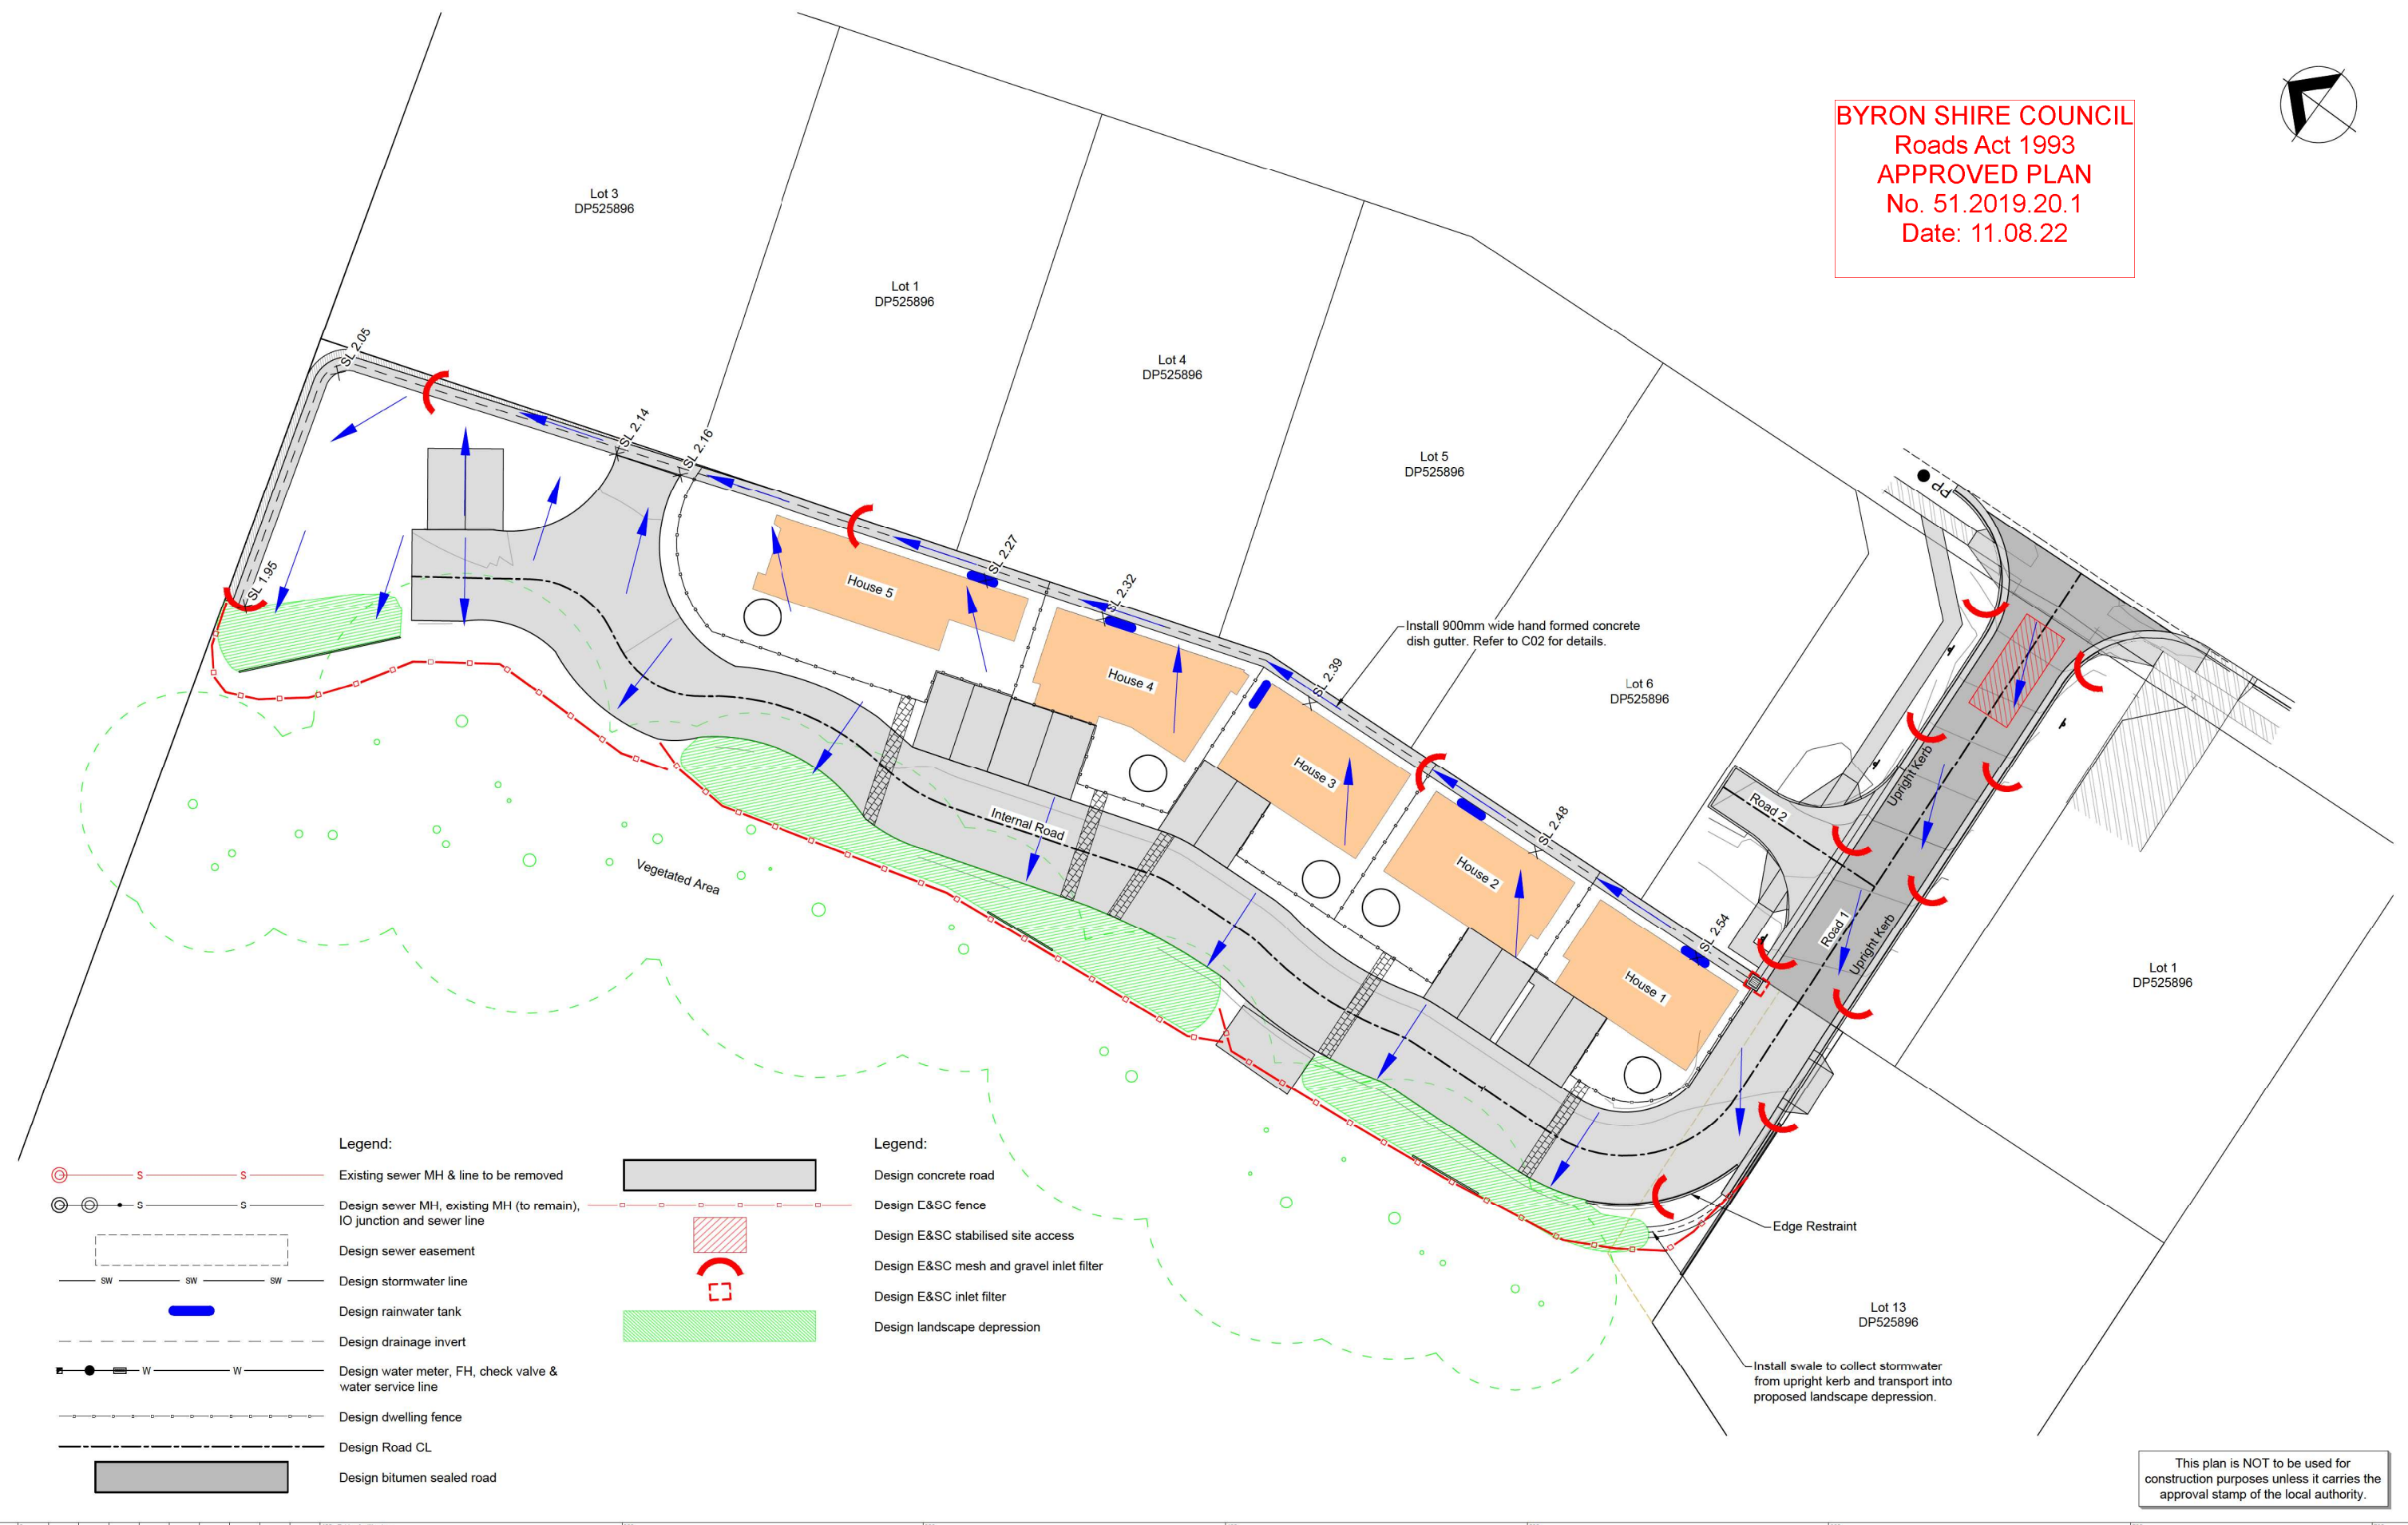 BYRON SHIRE COUNCIL
Roads Act 1993
APPROVED PLAN
No. 51.2019.20.1
Date: 11.08.22
Lot 3
DP525896
Lot 1
DP525896
Lot 4
DP525896
Lot 5
DP525896
Lot 6
DP525896
PP
SL 2.05
SL 2.14
SL 2.16
SL 1.95
SL 2.27
SL 2.32
SL 2.39
SL 2.48
SL 2.54
House 5
House 4
House 3
House 2
House 1
Install 900mm wide hand formed concrete
dish gutter. Refer to C02 for details.
Internal Road
Vegetated Area
Road 2
Upright Kerb
Road 1
Upright Kerb
Lot 1
DP525896
Edge Restraint
Lot 13
DP525896
Install swale to collect stormwater
from upright kerb and transport into
proposed landscape depression.
Legend:
S S
Existing sewer MH & line to be removed
S S
Design sewer MH, existing MH (to remain),
IO junction and sewer line
Design sewer easement
SW SW SW
Design stormwater line
Design rainwater tank
Design drainage invert
W W
Design water meter, FH, check valve &
water service line
Design dwelling fence
Design Road CL
Design bitumen sealed road
Legend:
Design concrete road
Design E&SC fence
Design E&SC stabilised site access
Design E&SC mesh and gravel inlet filter
Design E&SC inlet filter
Design landscape depression
This plan is NOT to be used for
construction purposes unless it carries the
approval stamp of the local authority.